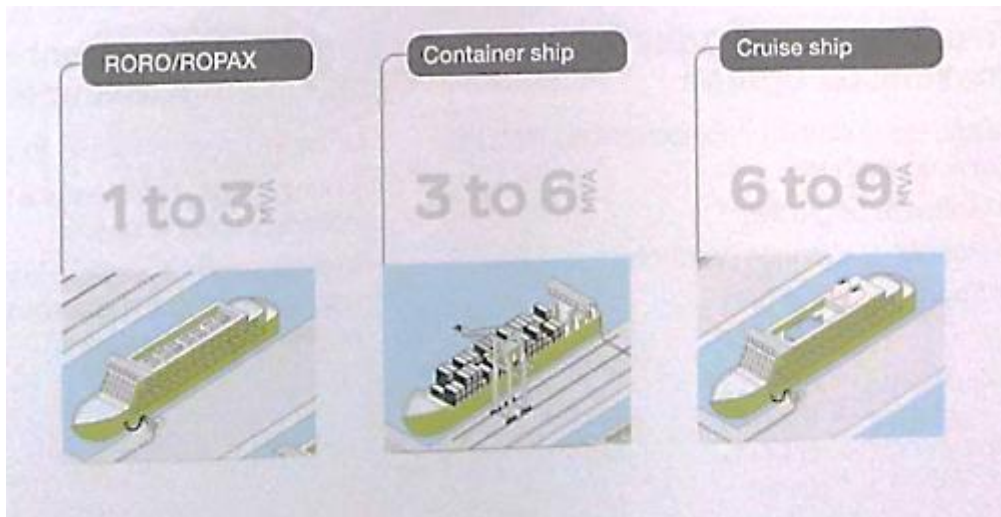 RORO/ROPAX
1 to 3 MVA
Container ship
3 to 6 MVA
Cruise ship
6 to 9 MVA